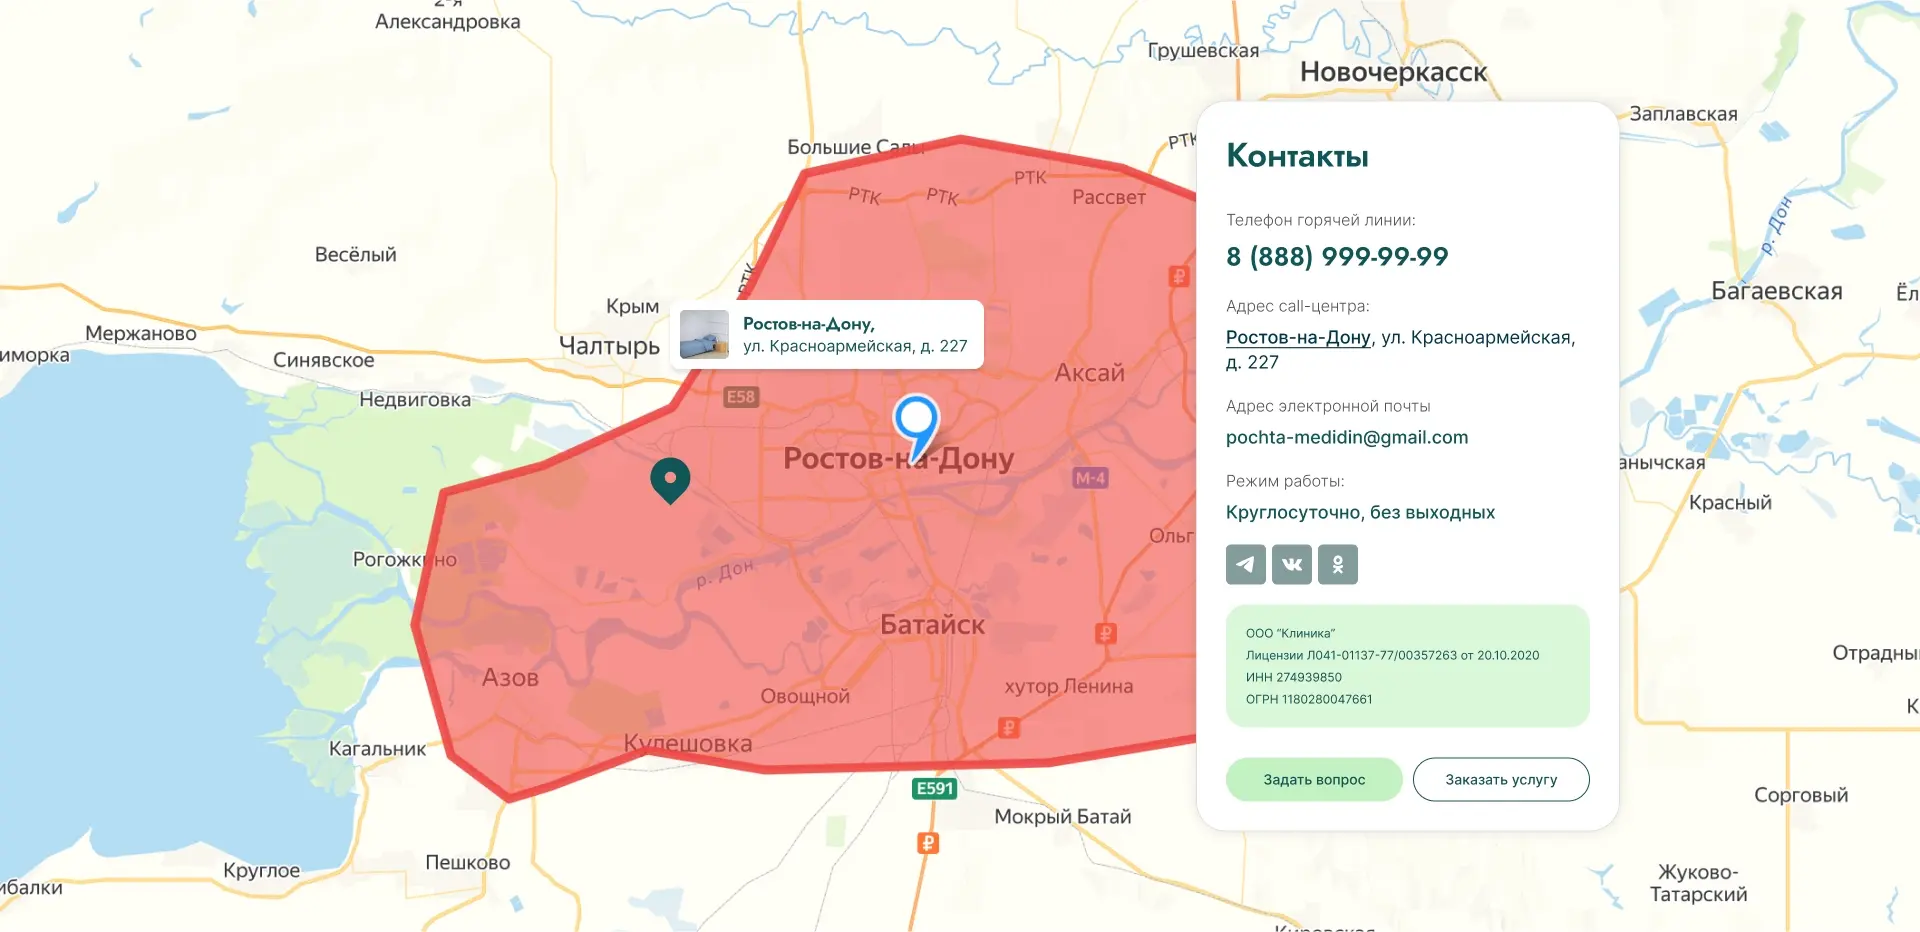 2-я
Александровка
Грушевская
Новочеркасск
Заплавская
Большие Салы
РТК
РТК
РТК
РТК
Рассвет
р. Дон
Весёлый
РТК
Крым
Мержаново
Чалтырь
Синявское
Недвиговка
Багаевская
Ростов-на-Дону,
ул. Красноармейская, д. 227
Аксай
E58
Ростов-на-Дону
М-4
Красный
Рогожкино
р. Дон
Батайск
Азов
Овощной
хутор Ленина
Кулешовка
Кагальник
E591
Мокрый Батай
Пешково
Круглое
Сорговый
Жуково-
Татарский
Контакты
Телефон горячей линии:
8 (888) 999-99-99
Адрес call-центра:
Ростов-на-Дону, ул. Красноармейская,
д. 227
Адрес электронной почты
pochta-medidin@gmail.com
Режим работы:
Круглосуточно, без выходных
ООО “Клиника”
Лицензии Л041-01137-77/00357263 от 20.10.2020
ИНН 274939850
ОГРН 1180280047661
Задать вопрос
Заказать услугу